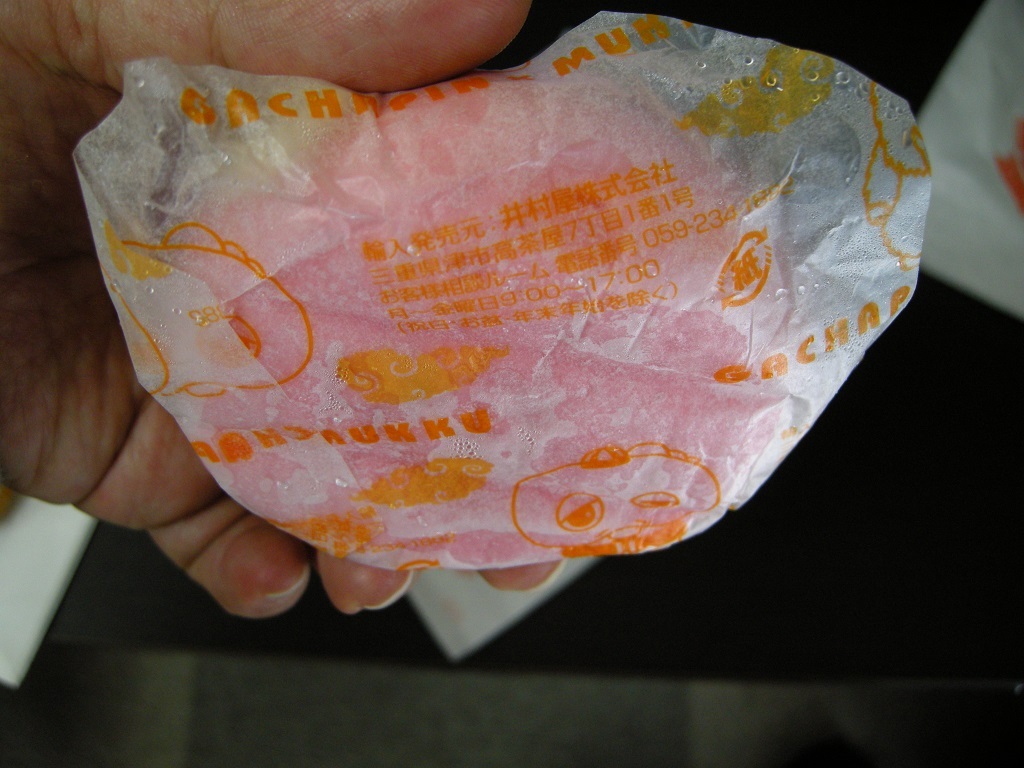 GACHAPIN MUK
輸入発売元・井村屋株式会社
三重県津市高茶屋7丁目1番1号
お客様相談ルーム 電話番号 059-234-
月~金曜日9:00~17:00
(祝日・お盆・年末年始を除く)
紙
583
GACHAP
MUKKU